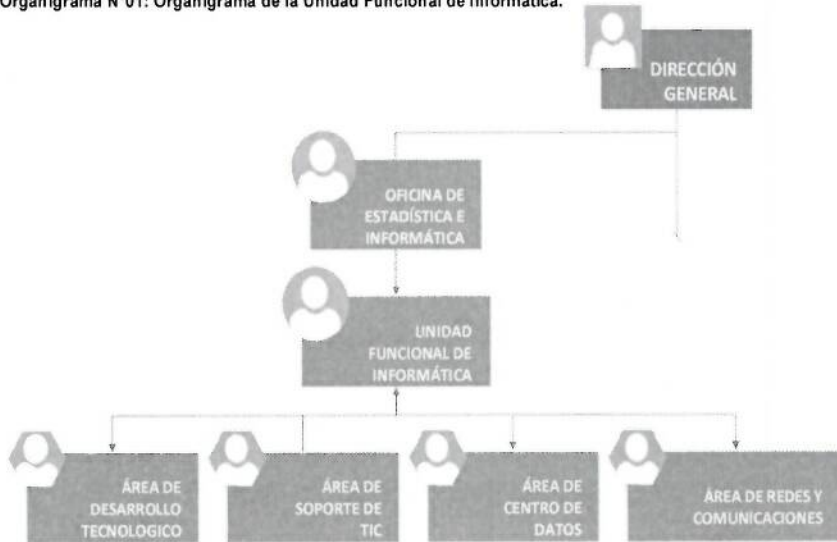 Organigrama N°01: Organigrama de la Unidad Funcional de Informática.
DIRECCIÓN
GENERAL
OFICINA DE
ESTADÍSTICA E
INFORMÁTICA
UNIDAD
FUNCIONAL DE
INFORMÁTICA
ÁREA DE
DESARROLLO
TECNOLOGICO
ÁREA DE
SOPORTE DE
TIC
ÁREA DE
CENTRO DE
DATOS
ÁREA DE REDES Y
COMUNICACIONES